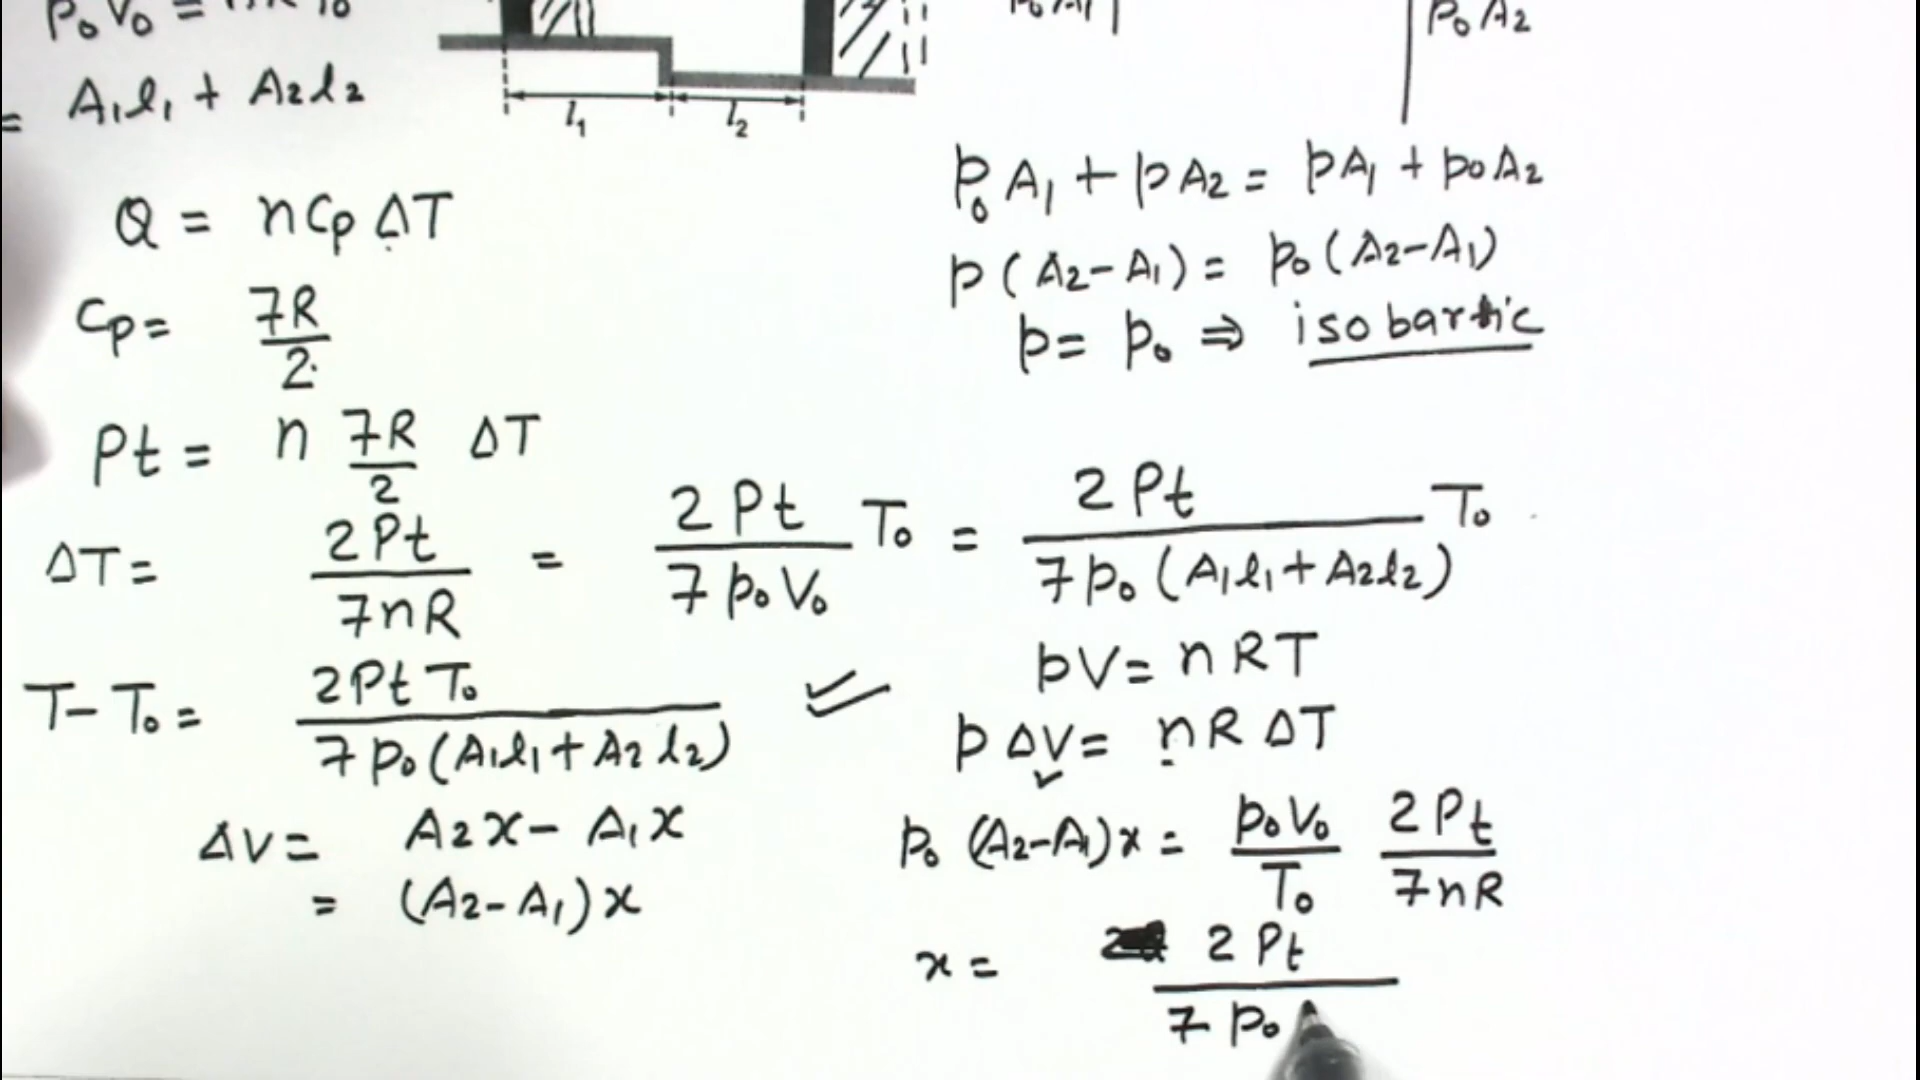 p₀V₀ =
= A₁l₁ + A₂l₂
l₁
l₂
p₀A₁
p₀A₂
Q = nCp ΔT
Cp = 7R/2
Pt = n 7R/2 ΔT
ΔT = 2Pt/7nR = 2Pt/7p₀V₀ T₀ = 2Pt/7p₀(A₁l₁ + A₂l₂) T₀
T - T₀ = 2PtT₀/7p₀(A₁l₁ + A₂l₂)
ΔV = A₂x - A₁x
= (A₂ - A₁)x
p₀A₁ + pA₂ = pA₁ + p₀A₂
p(A₂ - A₁) = p₀(A₂ - A₁)
p = p₀ ⇒ isobartic
pV = nRT
pΔV = nRΔT
p₀(A₂ - A₁)x = p₀V₀/T₀ 2Pt/7nR
x = 2Pt/7p₀